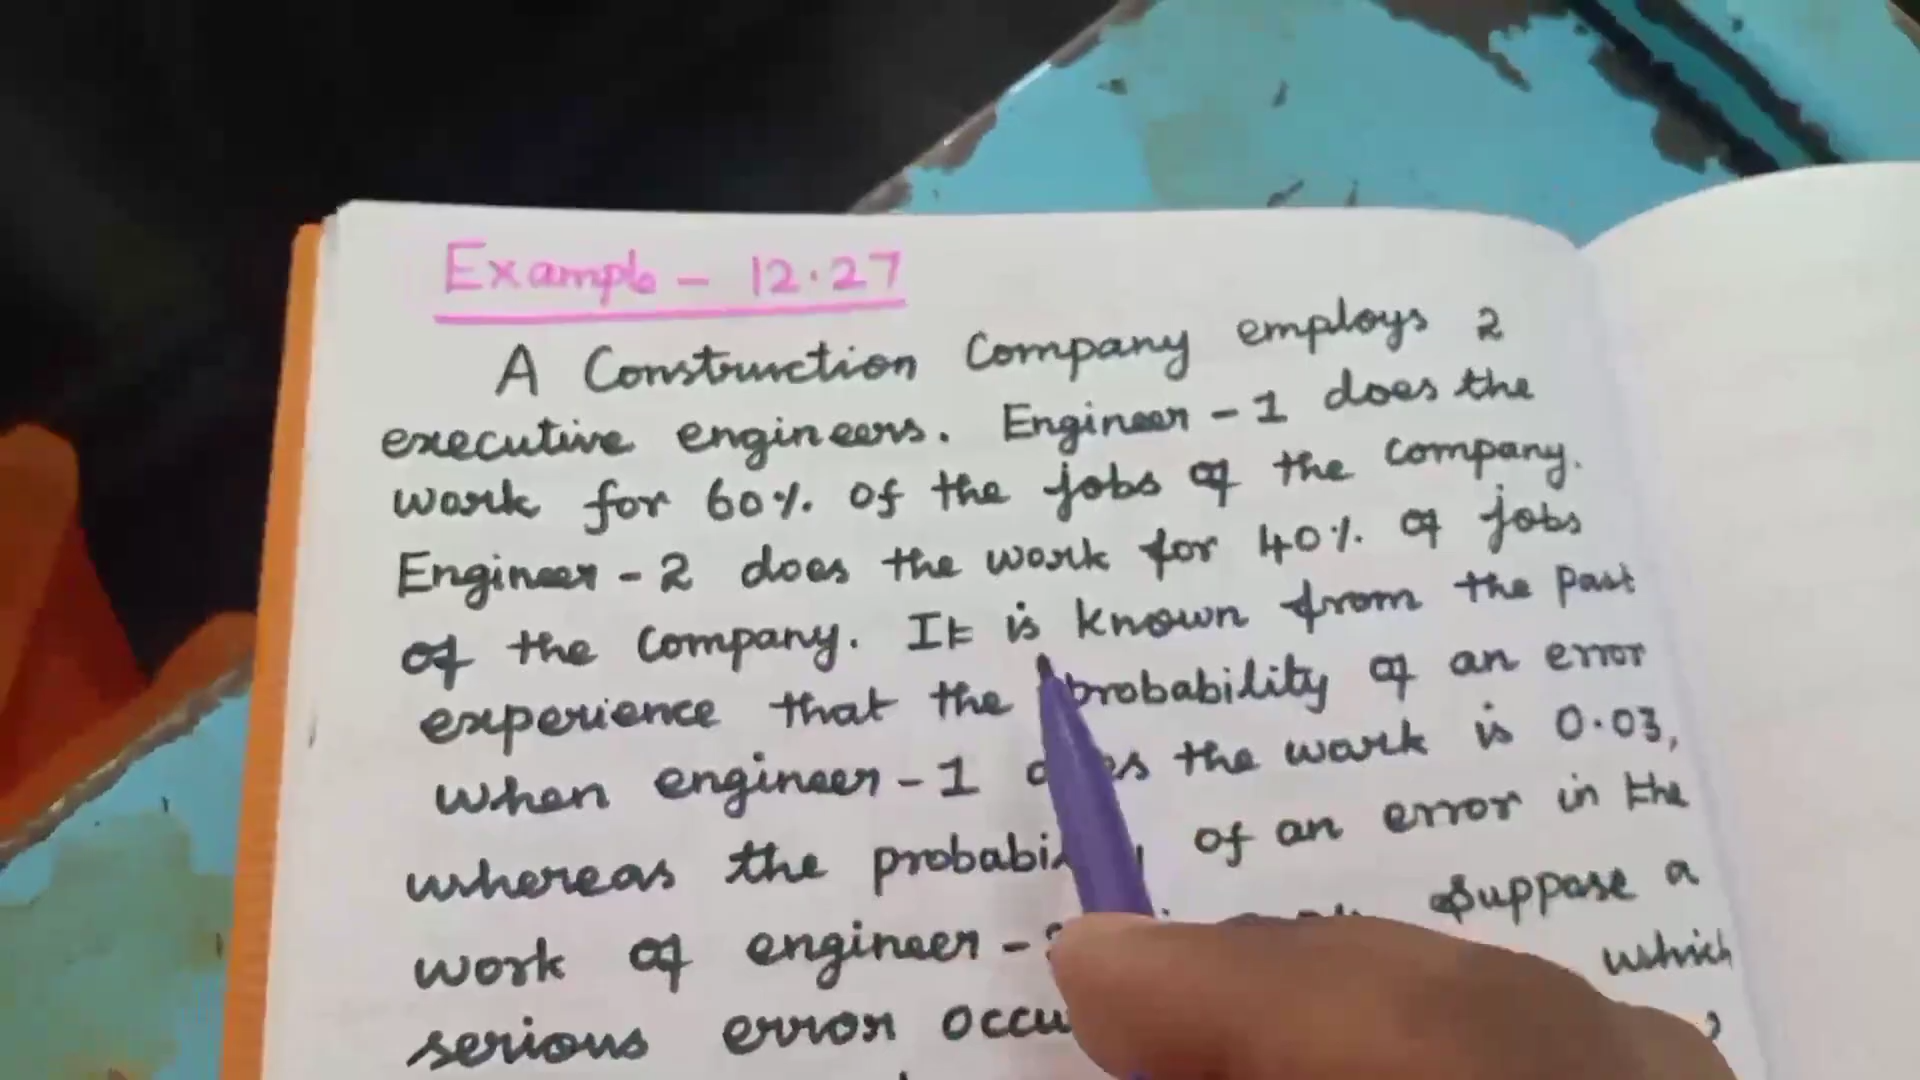 Example - 12.27
A Construction Company employs 2
executive engineers. Engineer - 1 does the
work for 60% of the jobs of the company.
Engineer - 2 does the work for 40% of jobs
of the Company. It is known from the past
experience that the probability of an error
when engineer - 1 the work is 0.03,
whereas the of an error in the
work of engineer - Suppose a
serious error which